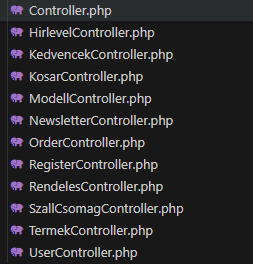 Controller.php
HirlevelController.php
KedvencekController.php
KosarController.php
ModellController.php
NewsletterController.php
OrderController.php
RegisterController.php
RendelesController.php
SzallCsomagController.php
TermekController.php
UserController.php